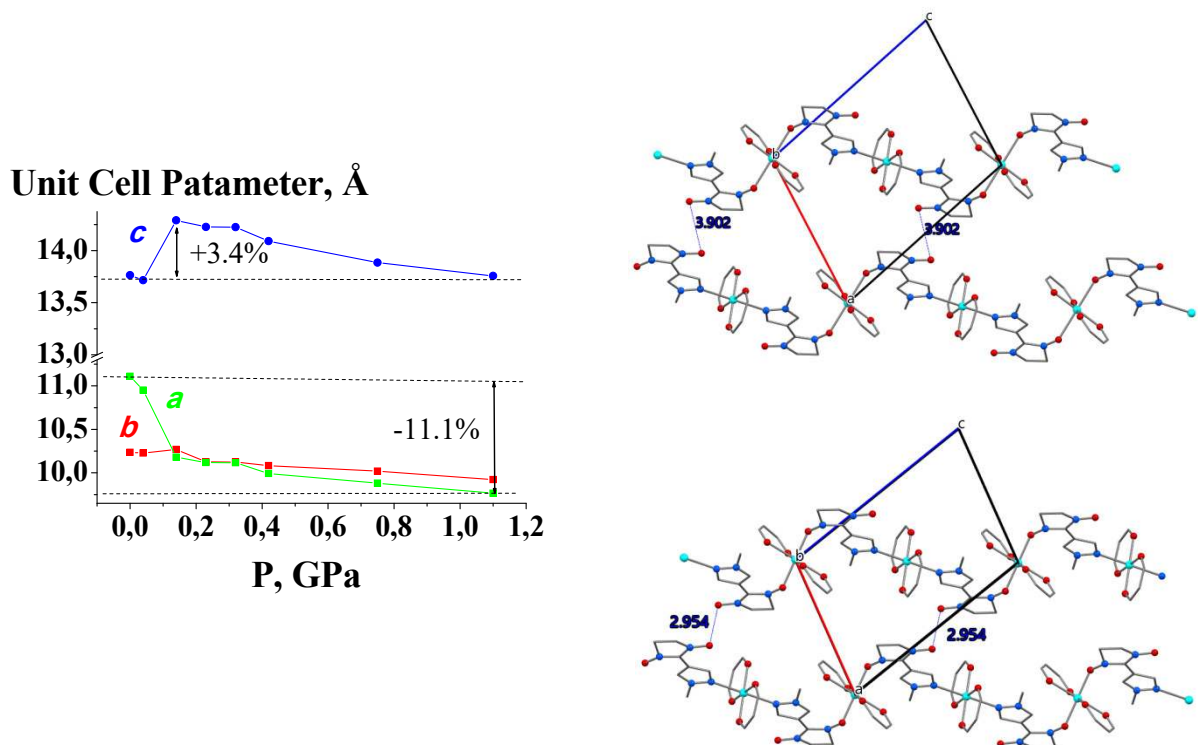 Unit Cell Patameter, Å
14,0
13,5
13,0
11,0
10,5
10,0
c
+3.4%
a
b
-11.1%
0,0 0,2 0,4 0,6 0,8 1,0 1,2
P, GPa
c
b
3.902
3.902
a
c
b
2.954
2.954
a